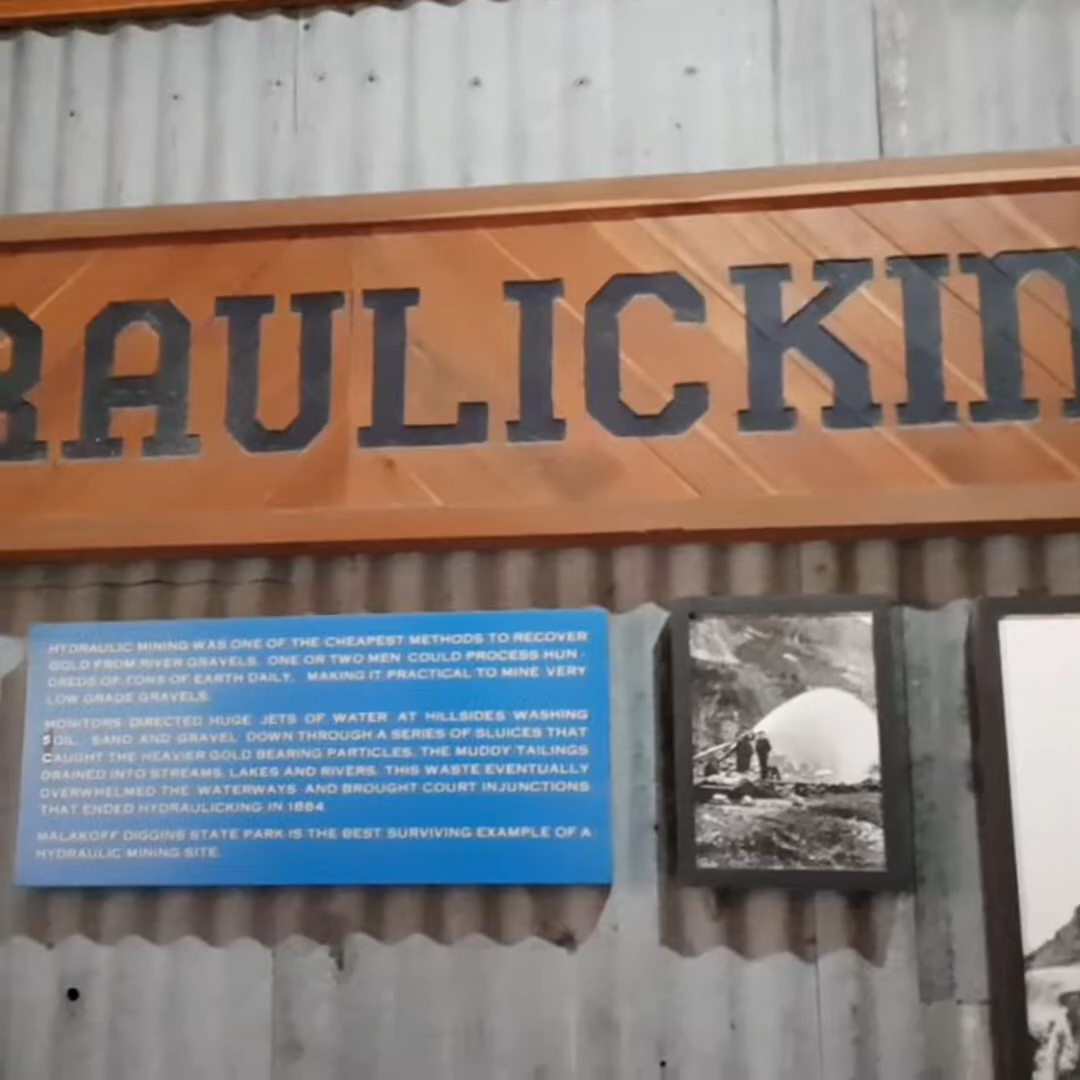 RAULICKIN
HYDRAULIC MINING WAS ONE OF THE CHEAPEST METHODS TO RECOVER
GOLD FROM RIVER GRAVELS. ONE OR TWO MEN COULD PROCESS HUN-
DREDS OF TONS OF EARTH DAILY. MAKING IT PRACTICAL TO MINE VERY
LOW GRADE GRAVELS.
MONITORS DIRECTED HUGE JETS OF WATER AT HILLSIDES WASHING
SOIL, SAND AND GRAVEL DOWN THROUGH A SERIES OF SLUICES THAT
CAUGHT THE HEAVIER GOLD BEARING PARTICLES. THE MUDDY TAILINGS
DRAINED INTO STREAMS, LAKES AND RIVERS. THIS WASTE EVENTUALLY
OVERWHELMED THE WATERWAYS AND BROUGHT COURT INJUNCTIONS
THAT ENDED HYDRAULICKING IN 1884.
MALAKOFF DIGGINS STATE PARK IS THE BEST SURVIVING EXAMPLE OF A
HYDRAULIC MINING SITE.